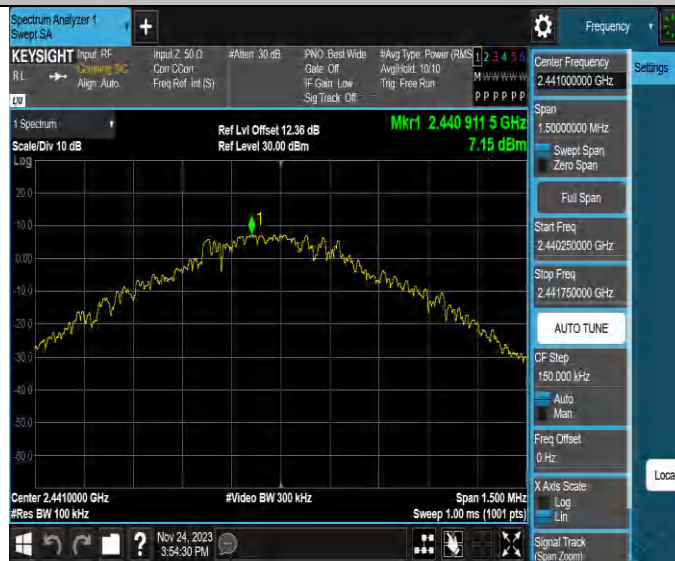 Spectrum Analyzer 1
Swept SA
+
Frequency
KEYSIGHT
Input: RF
Coupling: DC
Align: Auto
R L
LXI
Input Z: 50 Ω
Corr CCorr
Freq Ref: Int (S)
#Atten: 30 dB
PNO: Best Wide
Gate: Off
IF Gain: Low
Sig Track: Off
#Avg Type: Power (RMS
Avg|Hold: 10/10
Trig: Free Run
1 2 3 4 5 6
M W W W W W
P P P P P P
1 Spectrum
Scale/Div 10 dB
Log
Ref Lvl Offset 12.36 dB
Ref Level 30.00 dBm
Mkr1 2.440 911 5 GHz
7.15 dBm
1
20.0
10.0
0.00
-10.0
-20.0
-30.0
-40.0
-50.0
-60.0
Center 2.4410000 GHz
#Res BW 100 kHz
#Video BW 300 kHz
Span 1.500 MHz
Sweep 1.00 ms (1001 pts)
Nov 24, 2023
3:54:30 PM
Center Frequency
2.441000000 GHz
Settings
Span
1.50000000 MHz
Swept Span
Zero Span
Full Span
Start Freq
2.440250000 GHz
Stop Freq
2.441750000 GHz
AUTO TUNE
CF Step
150.000 kHz
Auto
Man
Freq Offset
0 Hz
X Axis Scale
Log
Lin
Loca
Signal Track
(Span Zoom)